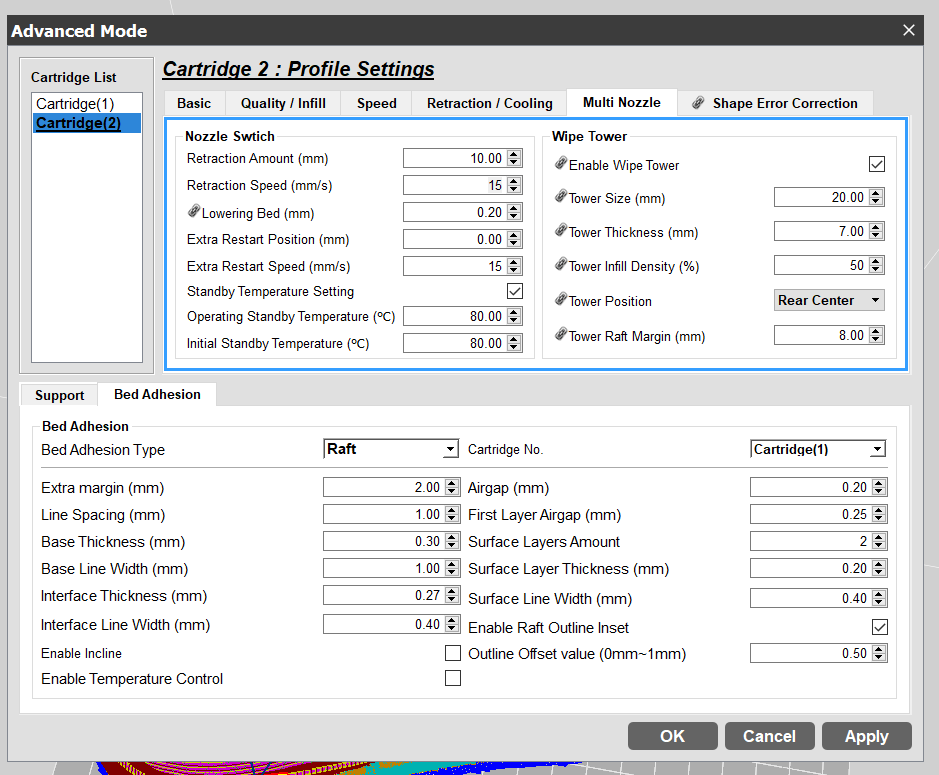 Advanced Mode
Cartridge List
Cartridge(1)
Cartridge(2)
Cartridge 2 : Profile Settings
Basic Quality / Infill Speed Retraction / Cooling Multi Nozzle Shape Error Correction
Nozzle Swtich
Retraction Amount (mm) 10.00
Retraction Speed (mm/s) 15
Lowering Bed (mm) 0.20
Extra Restart Position (mm) 0.00
Extra Restart Speed (mm/s) 15
Standby Temperature Setting
Operating Standby Temperature (ºC) 80.00
Initial Standby Temperature (ºC) 80.00
Wipe Tower
Enable Wipe Tower
Tower Size (mm) 20.00
Tower Thickness (mm) 7.00
Tower Infill Density (%) 50
Tower Position Rear Center
Tower Raft Margin (mm) 8.00
Support Bed Adhesion
Bed Adhesion
Bed Adhesion Type Raft Cartridge No. Cartridge(1)
Extra margin (mm) 2.00 Airgap (mm) 0.20
Line Spacing (mm) 1.00 First Layer Airgap (mm) 0.25
Base Thickness (mm) 0.30 Surface Layers Amount 2
Base Line Width (mm) 1.00 Surface Layer Thickness (mm) 0.20
Interface Thickness (mm) 0.27 Surface Line Width (mm) 0.40
Interface Line Width (mm) 0.40 Enable Raft Outline Inset
Enable Incline Outline Offset value (0mm~1mm) 0.50
Enable Temperature Control
OK Cancel Apply